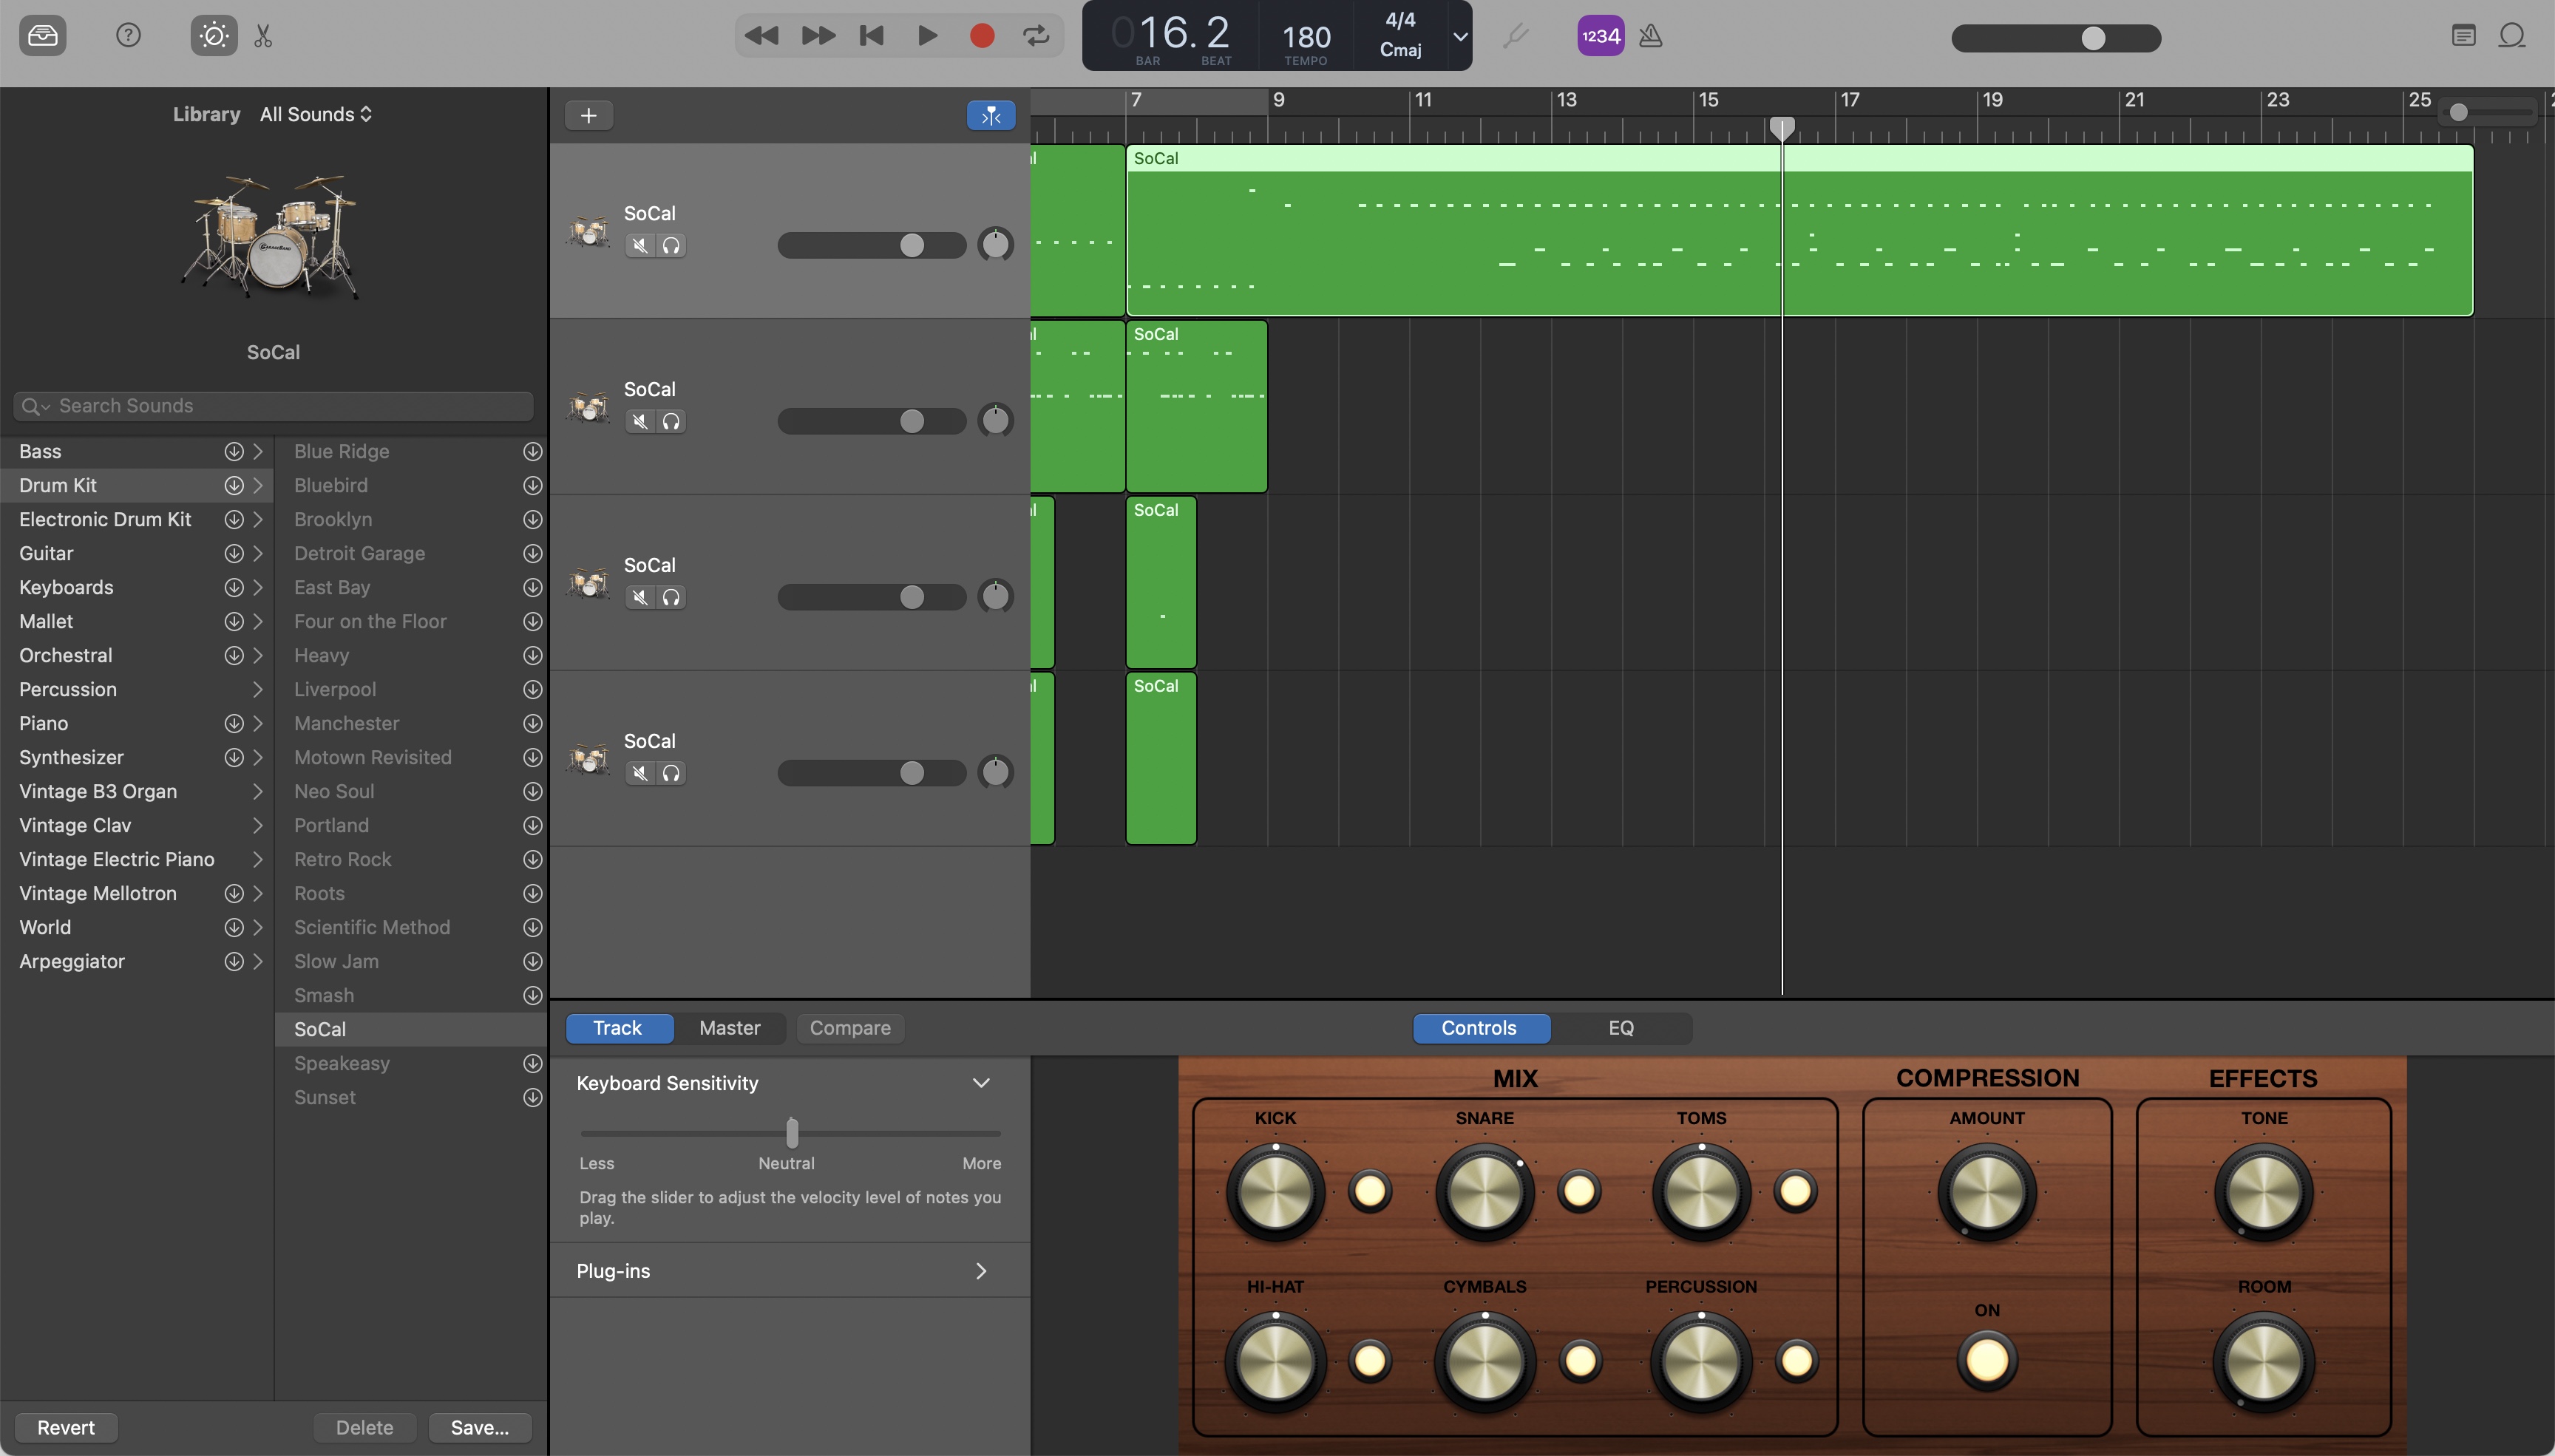 016.2
BAR BEAT
180
TEMPO
4/4
Cmaj
1234
Library All Sounds
SoCal
Search Sounds
Bass
Drum Kit
Electronic Drum Kit
Guitar
Keyboards
Mallet
Orchestral
Percussion
Piano
Synthesizer
Vintage B3 Organ
Vintage Clav
Vintage Electric Piano
Vintage Mellotron
World
Arpeggiator
Blue Ridge
Bluebird
Brooklyn
Detroit Garage
East Bay
Four on the Floor
Heavy
Liverpool
Manchester
Motown Revisited
Neo Soul
Portland
Retro Rock
Roots
Scientific Method
Slow Jam
Smash
SoCal
Speakeasy
Sunset
Revert Delete Save...
7 9 11 13 15 17 19 21 23 25
SoCal
SoCal
SoCal
SoCal
SoCal
SoCal
SoCal
SoCal
Track Master Compare
Controls EQ
Keyboard Sensitivity
Less Neutral More
Drag the slider to adjust the velocity level of notes you
play.
Plug-ins
MIX
KICK SNARE TOMS
HI-HAT CYMBALS PERCUSSION
COMPRESSION
AMOUNT
ON
EFFECTS
TONE
ROOM